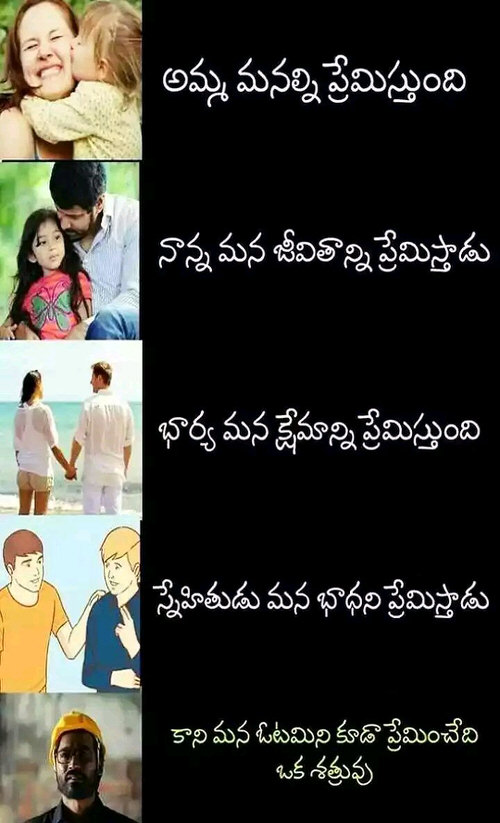 అమ్మ మనల్ని ప్రేమిస్తుంది
నాన్న మన జీవితాన్ని ప్రేమిస్తాడు
భార్య మన క్షేమాన్ని ప్రేమిస్తుంది
స్నేహితుడు మన భాధని ప్రేమిస్తాడు
కాని మన ఓటమిని కూడా ప్రేమించేది
ఒక శత్రువు